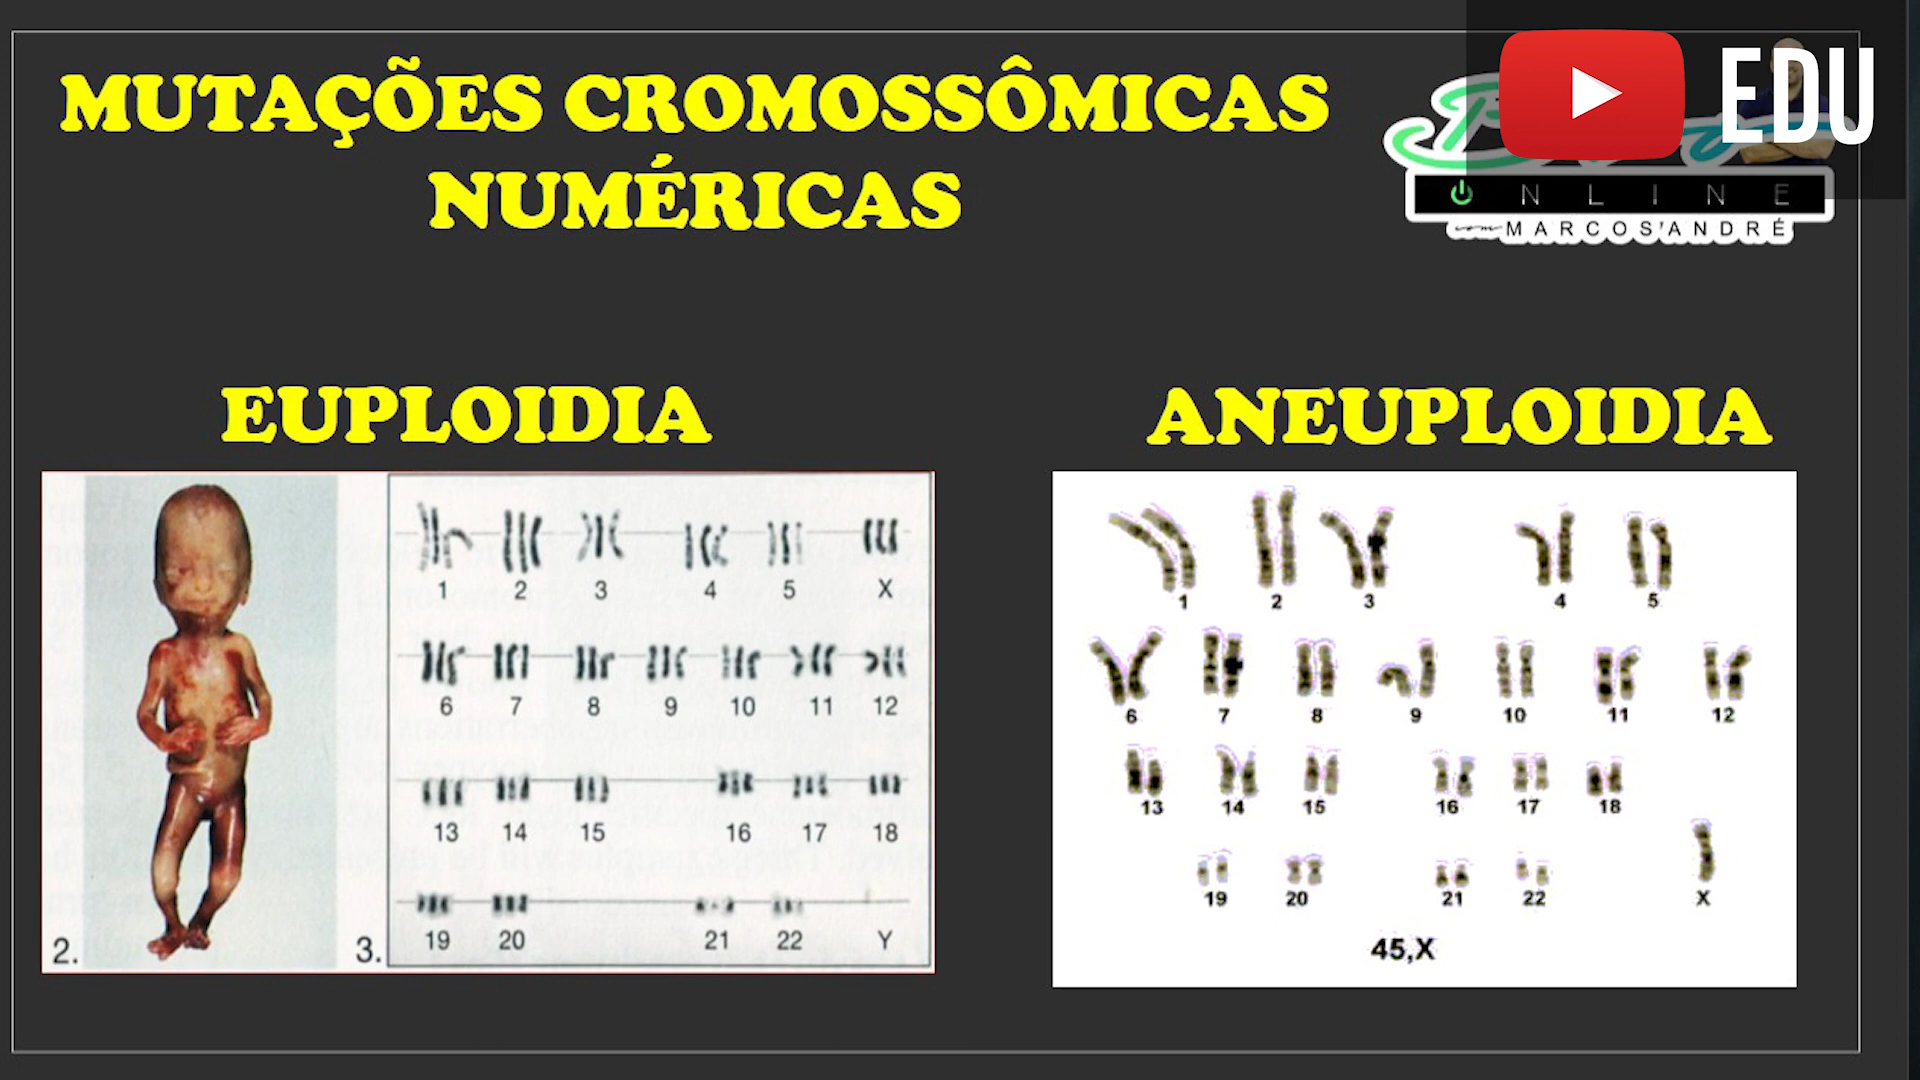 MUTAÇÕES CROMOSSÔMICAS
NUMÉRICAS
EDU
ONLINE
com MARCOS ANDRÉ
EUPLOIDIA
ANEUPLOIDIA
1 2 3 4 5 X
6 7 8 9 10 11 12
13 14 15 16 17 18
19 20 21 22 Y
2. 3.
1 2 3 4 5
6 7 8 9 10 11 12
13 14 15 16 17 18
19 20 21 22 X
45,X